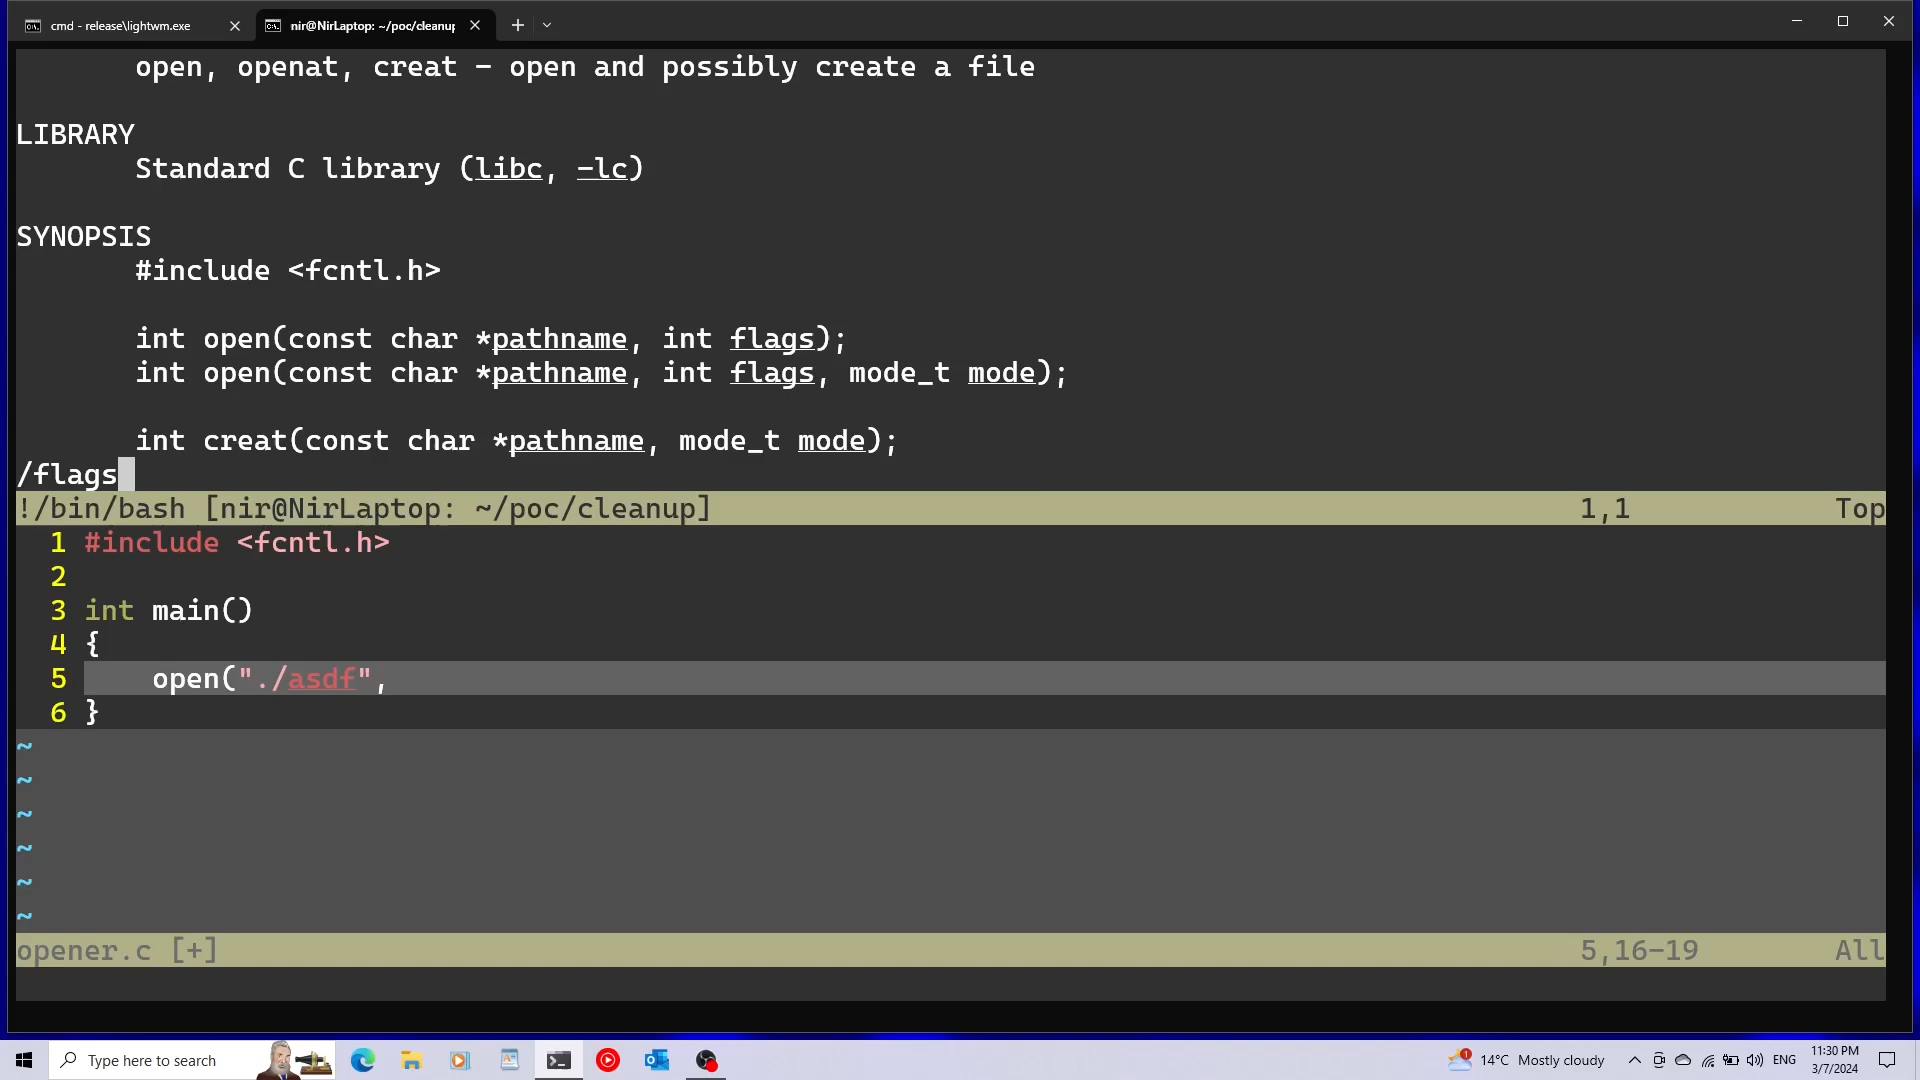 cmd - release\lightwm.exe
nir@NirLaptop: ~/poc/cleanup
open, openat, creat - open and possibly create a file
LIBRARY
Standard C library (libc, -lc)
SYNOPSIS
#include <fcntl.h>
int open(const char *pathname, int flags);
int open(const char *pathname, int flags, mode_t mode);
int creat(const char *pathname, mode_t mode);
/flags
!/bin/bash [nir@NirLaptop: ~/poc/cleanup] 1,1 Top
1 #include <fcntl.h>
2
3 int main()
4 {
5 open("./asdf",
6 }
~
~
~
~
~
~
opener.c [+] 5,16-19 All
Type here to search
1
14°C Mostly cloudy
ENG
11:30 PM
3/7/2024